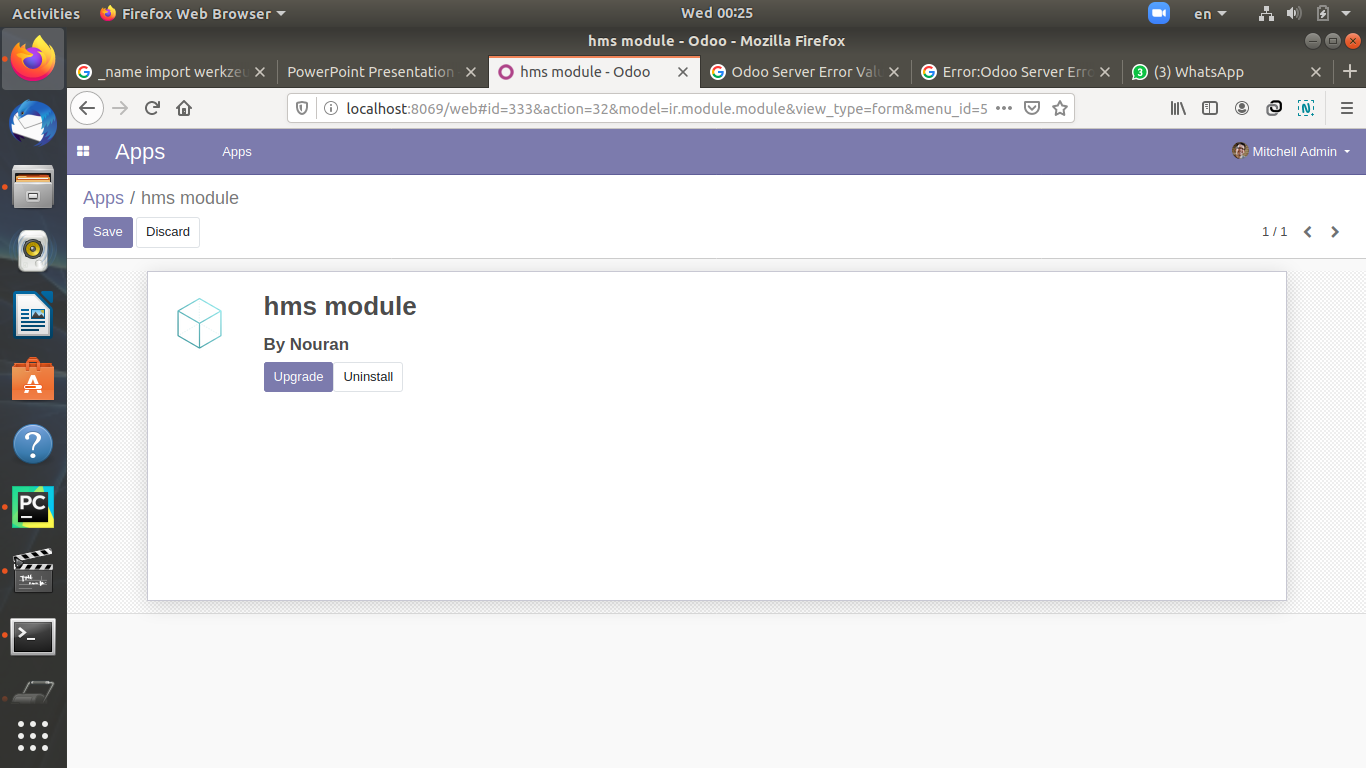 Activities Firefox Web Browser Wed 00:25 en
hms module - Odoo - Mozilla Firefox
_name import werkzeu PowerPoint Presentation - hms module - Odoo Odoo Server Error Valu Error:Odoo Server Erro (3) WhatsApp
localhost:8069/web#id=333&action=32&model=ir.module.module&view_type=form&menu_id=5
Apps Apps Mitchell Admin
Apps / hms module
Save Discard 1 / 1
hms module
By Nouran
Upgrade Uninstall
PC